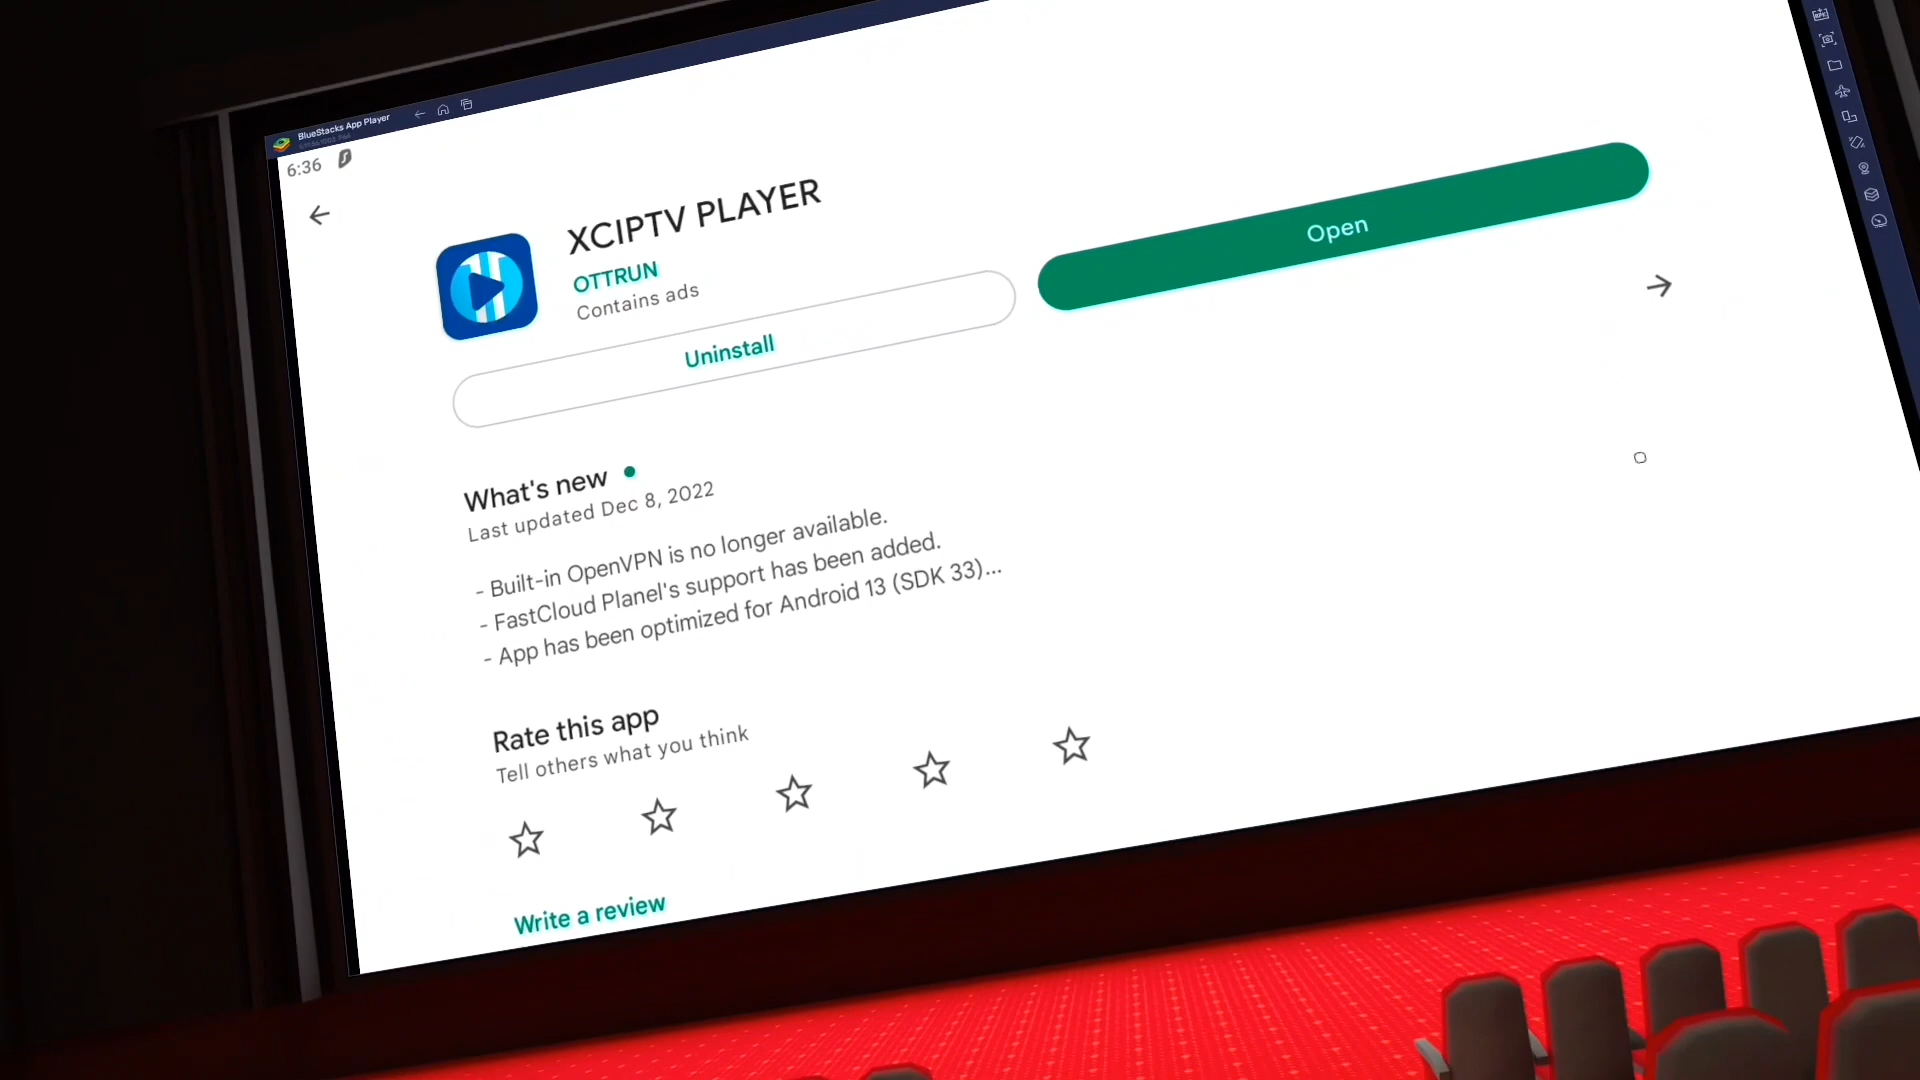 BlueStacks App Player
6:36
XCIPTV PLAYER
OTTRUN
Contains ads
Uninstall
Open
What's new
Last updated Dec 8, 2022
- Built-in OpenVPN is no longer available.
- FastCloud Planel's support has been added.
- App has been optimized for Android 13 (SDK 33)...
Rate this app
Tell others what you think
Write a review